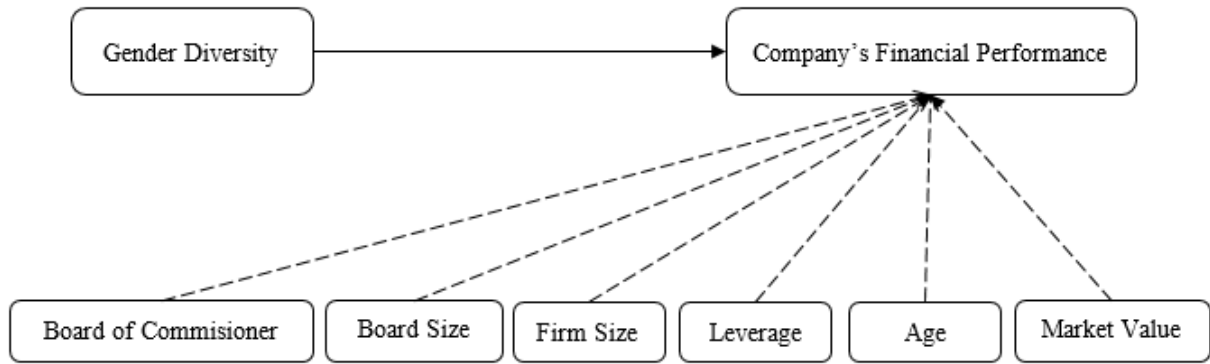 Gender Diversity
Company’s Financial Performance
Board of Commisioner
Board Size
Firm Size
Leverage
Age
Market Value